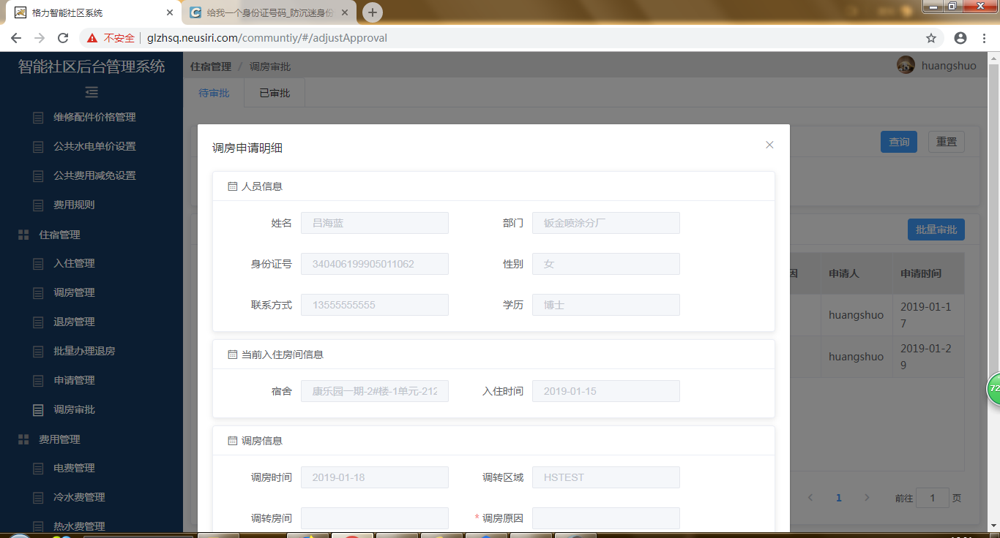 格力智能社区系统
给我一个身份证号码_防沉迷身份
不安全
glzhsq.neusiri.com/communtiy/#/adjustApproval
智能社区后台管理系统
住宿管理 / 调房审批
huangshuo
待审批
已审批
维修配件价格管理
公共水电单价设置
公共费用减免设置
费用规则
住宿管理
入住管理
调房管理
退房管理
批量办理退房
申请管理
调房审批
费用管理
电费管理
冷水费管理
热水费管理
查询
重置
批量审批
因
申请人
申请时间
huangshuo
2019-01-1
7
huangshuo
2019-01-2
9
1
前往 1 页
72
调房申请明细
人员信息
姓名 吕海蓝
部门 钣金喷涂分厂
身份证号 340406199905011062
性别 女
联系方式 13555555555
学历 博士
当前入住房间信息
宿舍 康乐园一期-2#楼-1单元-212
入住时间 2019-01-15
调房信息
调房时间 2019-01-18
调转区域 HSTEST
调转房间
* 调房原因